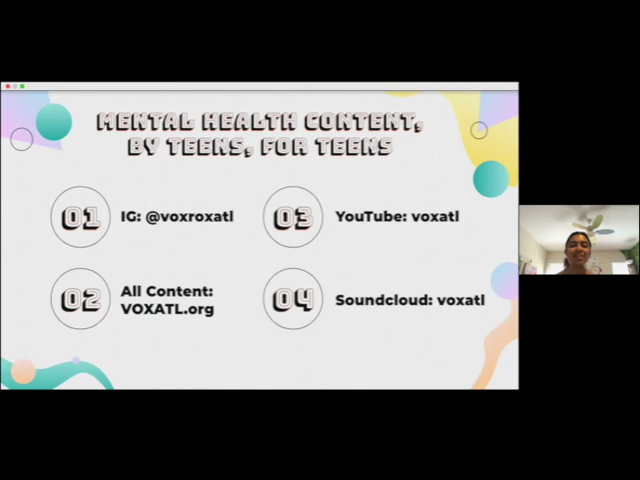 MENTAL HEALTH CONTENT,
BY TEENS, FOR TEENS
01 IG: @voxroxatl
03 YouTube: voxatl
02 All Content:
VOXATL.org
04 Soundcloud: voxatl